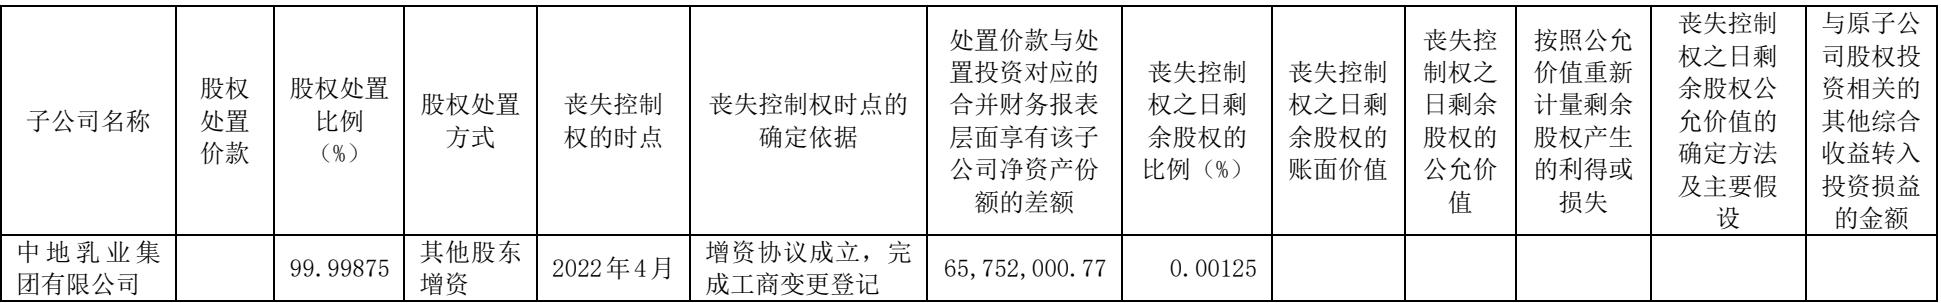 子公司名称
股权
处置
价款
股权处置
比例
（%）
股权处置
方式
丧失控制
权的时点
丧失控制权时点的
确定依据
处置价款与处
置投资对应的
合并财务报表
层面享有该子
公司净资产份
额的差额
丧失控制
权之日剩
余股权的
比例（%）
丧失控制
权之日剩
余股权的
账面价值
丧失控
制权之
日剩余
股权的
公允价
值
按照公允
价值重新
计量剩余
股权产生
的利得或
损失
丧失控制
权之日剩
余股权公
允价值的
确定方法
及主要假
设
与原子公
司股权投
资相关的
其他综合
收益转入
投资损益
的金额
中地乳业集
团有限公司
99.99875
其他股东
增资
2022年4月
增资协议成立，完
成工商变更登记
65,752,000.77
0.00125